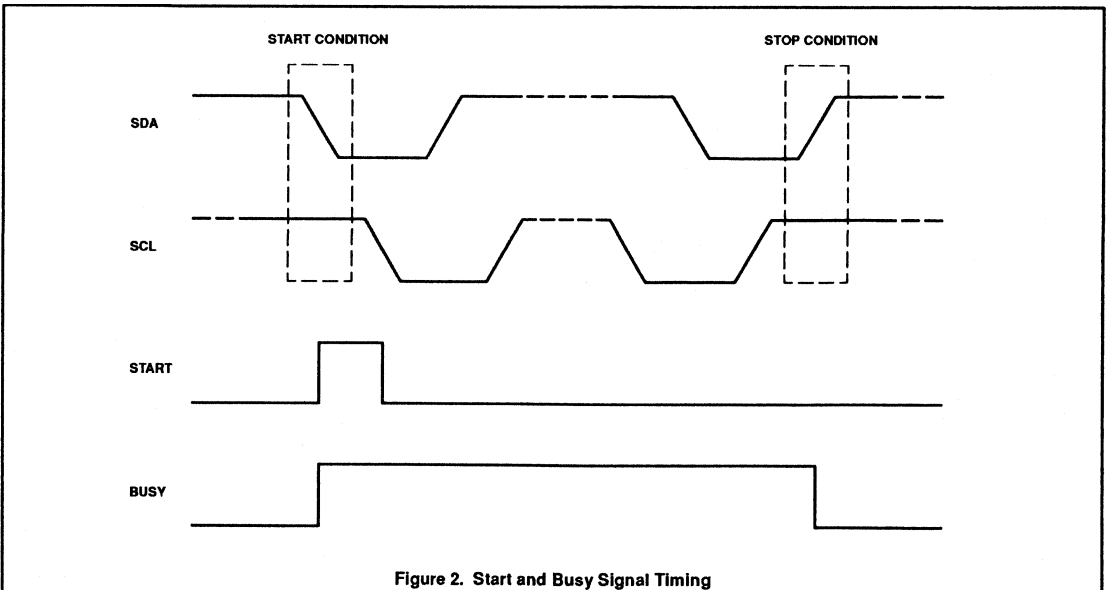 START CONDITION
STOP CONDITION
SDA
SCL
START
BUSY
Figure 2. Start and Busy Signal Timing